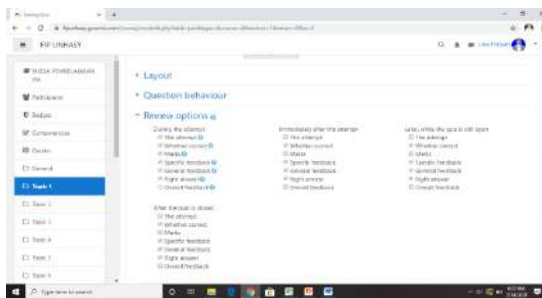 FIP UNHASY
Participants
Badges
Competencies
Grades
General
Topic 1
Topic 2
Topic 3
Topic 4
Topic 5
Layout
Question behaviour
Review options
During the attempt
The attempt
Whether correct
Marks
Specific feedback
General feedback
Right answer
Overall feedback
Immediately after the attempt
The attempt
Whether correct
Marks
Specific feedback
General feedback
Right answer
Overall feedback
Later, while the quiz is still open
The attempt
Whether correct
Marks
Specific feedback
General feedback
Right answer
Overall feedback
After the quiz is closed
The attempt
Whether correct
Marks
Specific feedback
General feedback
Right answer
Overall feedback
Type here to search